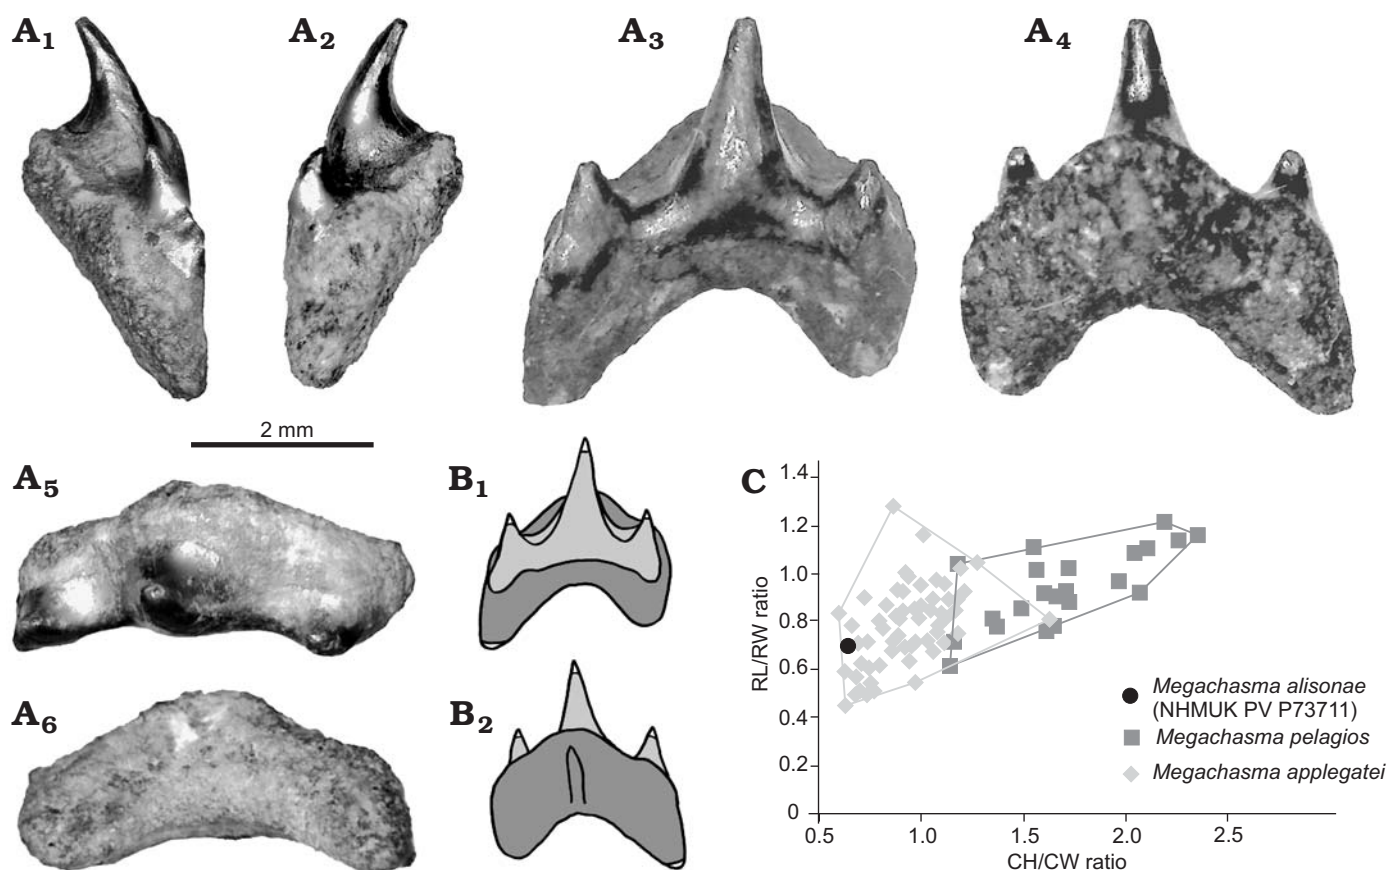 A1
A2
A3
A4
2 mm
A5
B1
C
A6
B2
RL/RW ratio
1.4
1.2
1.0
0.8
0.6
0.4
0.2
0
0.5
1.0
1.5
2.0
2.5
CH/CW ratio
Megachasma alisonae
(NHMUK PV P73711)
Megachasma pelagios
Megachasma applegatei